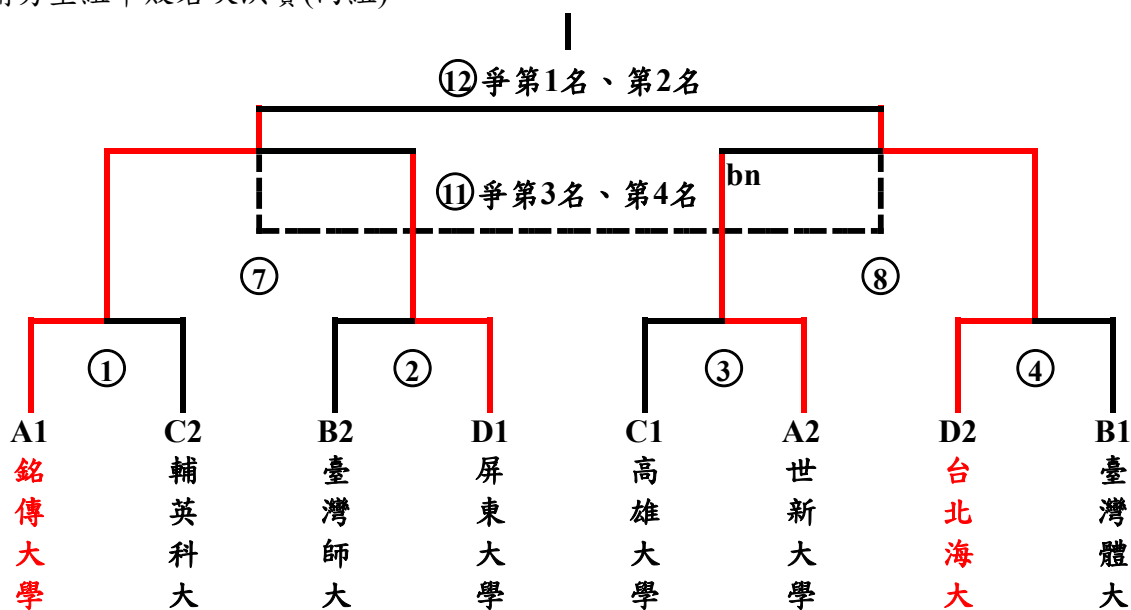 ⑫爭第1名、第2名
bn
⑪爭第3名、第4名
⑦
⑧
①
②
③
④
A1
C2
B2
D1
C1
A2
D2
B1
銘傳大學
輔英科大
臺灣師大
屏東大學
高雄大學
世新大學
台北海大
臺灣體大